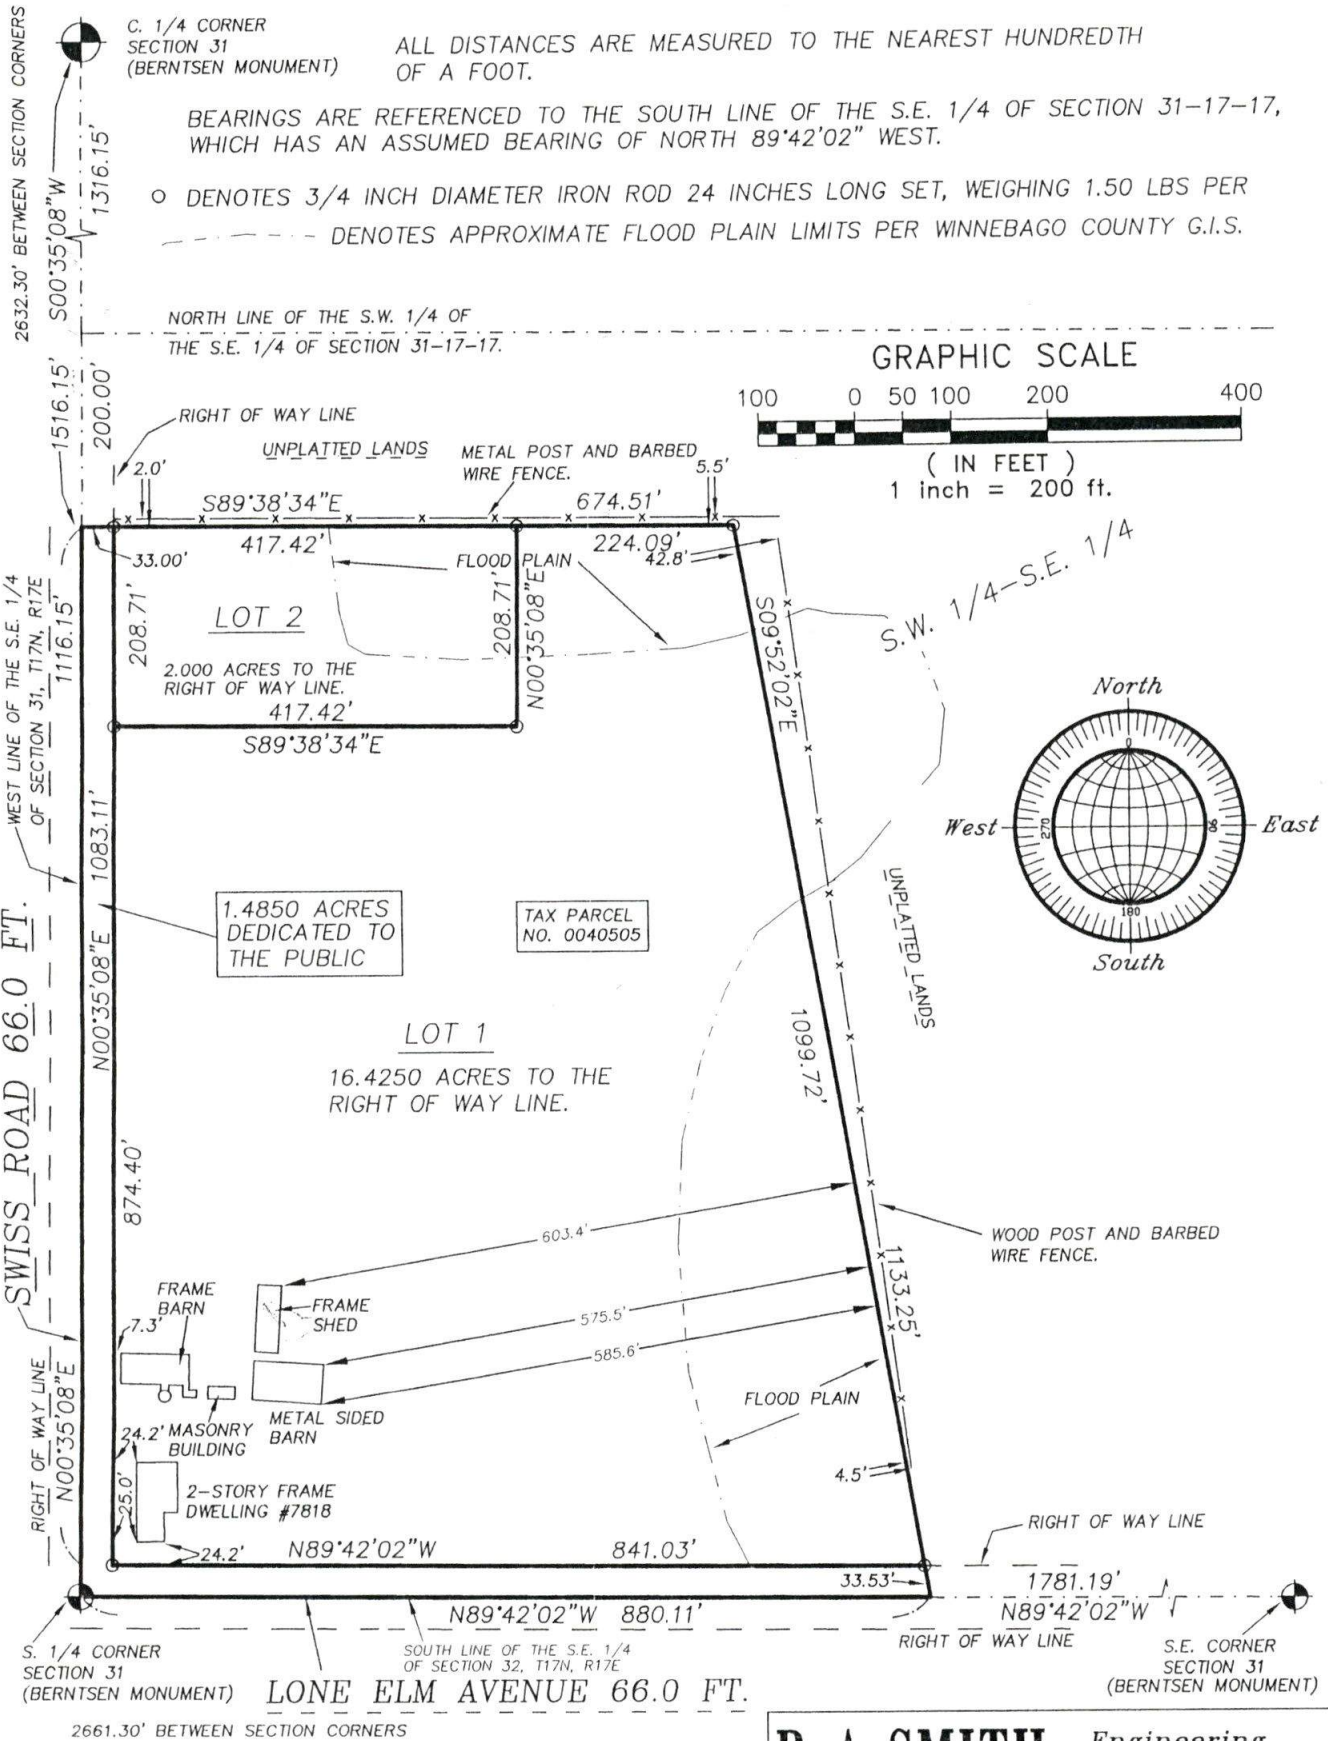 C. 1/4 CORNER
SECTION 31
(BERNTSEN MONUMENT)
ALL DISTANCES ARE MEASURED TO THE NEAREST HUNDREDTH
OF A FOOT.
BEARINGS ARE REFERENCED TO THE SOUTH LINE OF THE S.E. 1/4 OF SECTION 31-17-17,
WHICH HAS AN ASSUMED BEARING OF NORTH 89°42'02" WEST.
O DENOTES 3/4 INCH DIAMETER IRON ROD 24 INCHES LONG SET, WEIGHING 1.50 LBS PER
DENOTES APPROXIMATE FLOOD PLAIN LIMITS PER WINNEBAGO COUNTY G.I.S.
2632.30' BETWEEN SECTION CORNERS
S00°35'08"W
1316.15'
NORTH LINE OF THE S.W. 1/4 OF
THE S.E. 1/4 OF SECTION 31-17-17.
GRAPHIC SCALE
100 0 50 100 200 400
( IN FEET )
1 inch = 200 ft.
1516.15'
200.00'
RIGHT OF WAY LINE
UNPLATTED LANDS
METAL POST AND BARBED
WIRE FENCE.
2.0'
5.5'
S89°38'34"E
674.51'
33.00'
417.42'
224.09'
42.8'
FLOOD PLAIN
S.W. 1/4-S.E. 1/4
WEST LINE OF THE S.E. 1/4
OF SECTION 31, T17N, R17E
1116.15'
208.71'
LOT 2
2.000 ACRES TO THE
RIGHT OF WAY LINE.
208.71'
N00°35'08"E
S09°52'02"E
417.42'
S89°38'34"E
North
0
West
270
90
East
180
South
1083.11'
N00°35'08"E
1.4850 ACRES
DEDICATED TO
THE PUBLIC
TAX PARCEL
NO. 0040505
UNPLATTED LANDS
SWISS ROAD 66.0 FT.
LOT 1
16.4250 ACRES TO THE
RIGHT OF WAY LINE.
1099.72'
874.40'
603.4'
WOOD POST AND BARBED
WIRE FENCE.
1133.25'
FRAME
BARN
FRAME
SHED
7.3'
575.5'
585.6'
FLOOD PLAIN
RIGHT OF WAY LINE
N00°35'08"E
24.2'
MASONRY
BUILDING
METAL SIDED
BARN
4.5'
25.0'
2-STORY FRAME
DWELLING #7818
24.2'
N89°42'02"W
841.03'
RIGHT OF WAY LINE
33.53'
1781.19'
N89°42'02"W 880.11'
N89°42'02"W
RIGHT OF WAY LINE
S. 1/4 CORNER
SECTION 31
(BERNTSEN MONUMENT)
SOUTH LINE OF THE S.E. 1/4
OF SECTION 32, T17N, R17E
S.E. CORNER
SECTION 31
(BERNTSEN MONUMENT)
LONE ELM AVENUE 66.0 FT.
2661.30' BETWEEN SECTION CORNERS
SMITH
Engineering